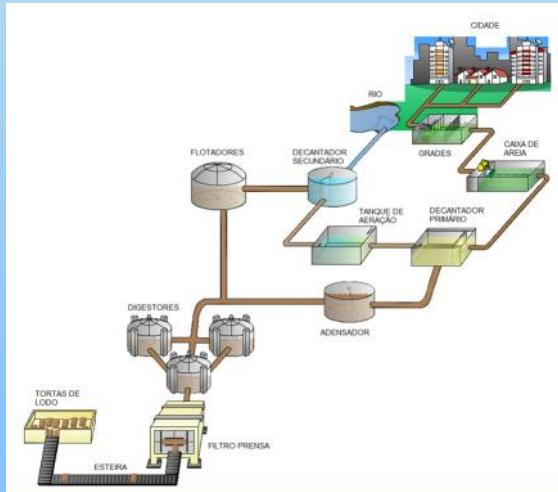 CIDADE
RIO
GRADES
CAIXA DE
AREIA
FLOTADORES
DECANTADOR
SECUNDÁRIO
TANQUE DE
AERAÇÃO
DECANTADOR
PRIMÁRIO
DIGESTORES
ADENSADOR
TORTAS DE
LODO
FILTRO PRENSA
ESTEIRA